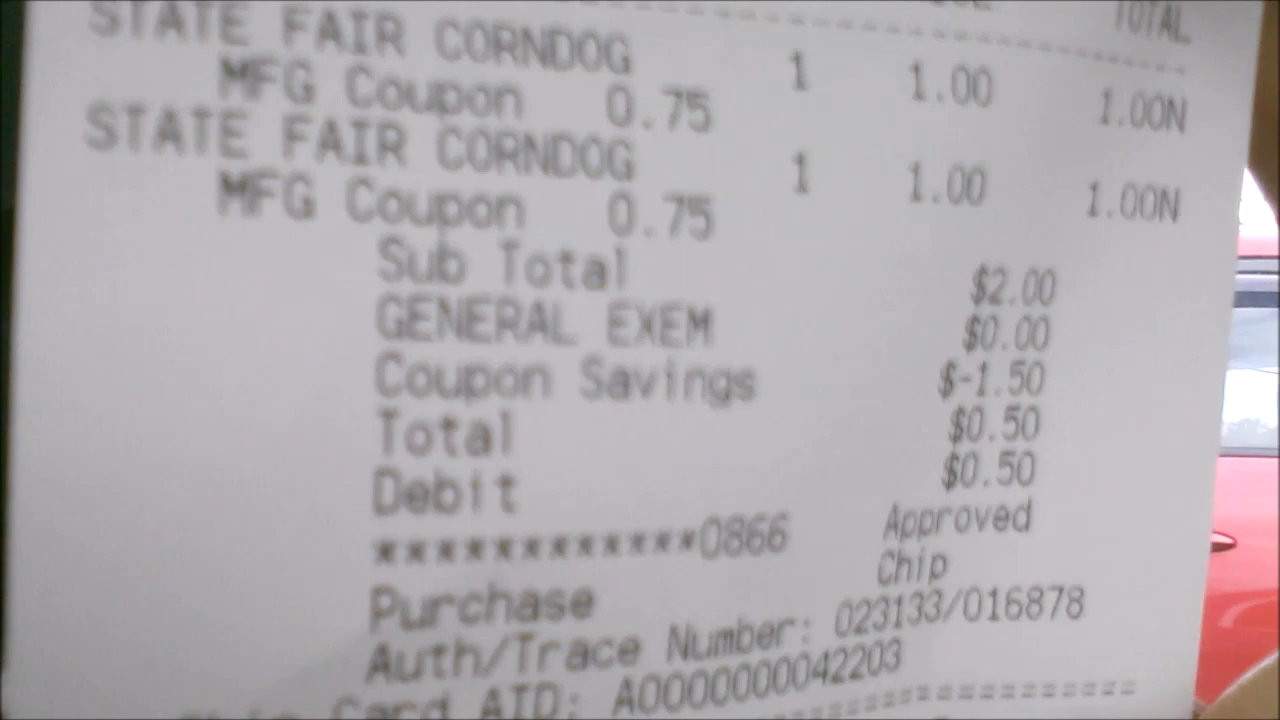 TOTAL
STATE FAIR CORNDOG 1 1.00 1.00N
MFG Coupon 0.75
STATE FAIR CORNDOG 1 1.00 1.00N
MFG Coupon 0.75
Sub Total $2.00
GENERAL EXEM $0.00
Coupon Savings $-1.50
Total $0.50
Debit $0.50
************0866 Approved
Purchase Chip
Auth/Trace Number: 023133/016878
Card AID: A0000000042203